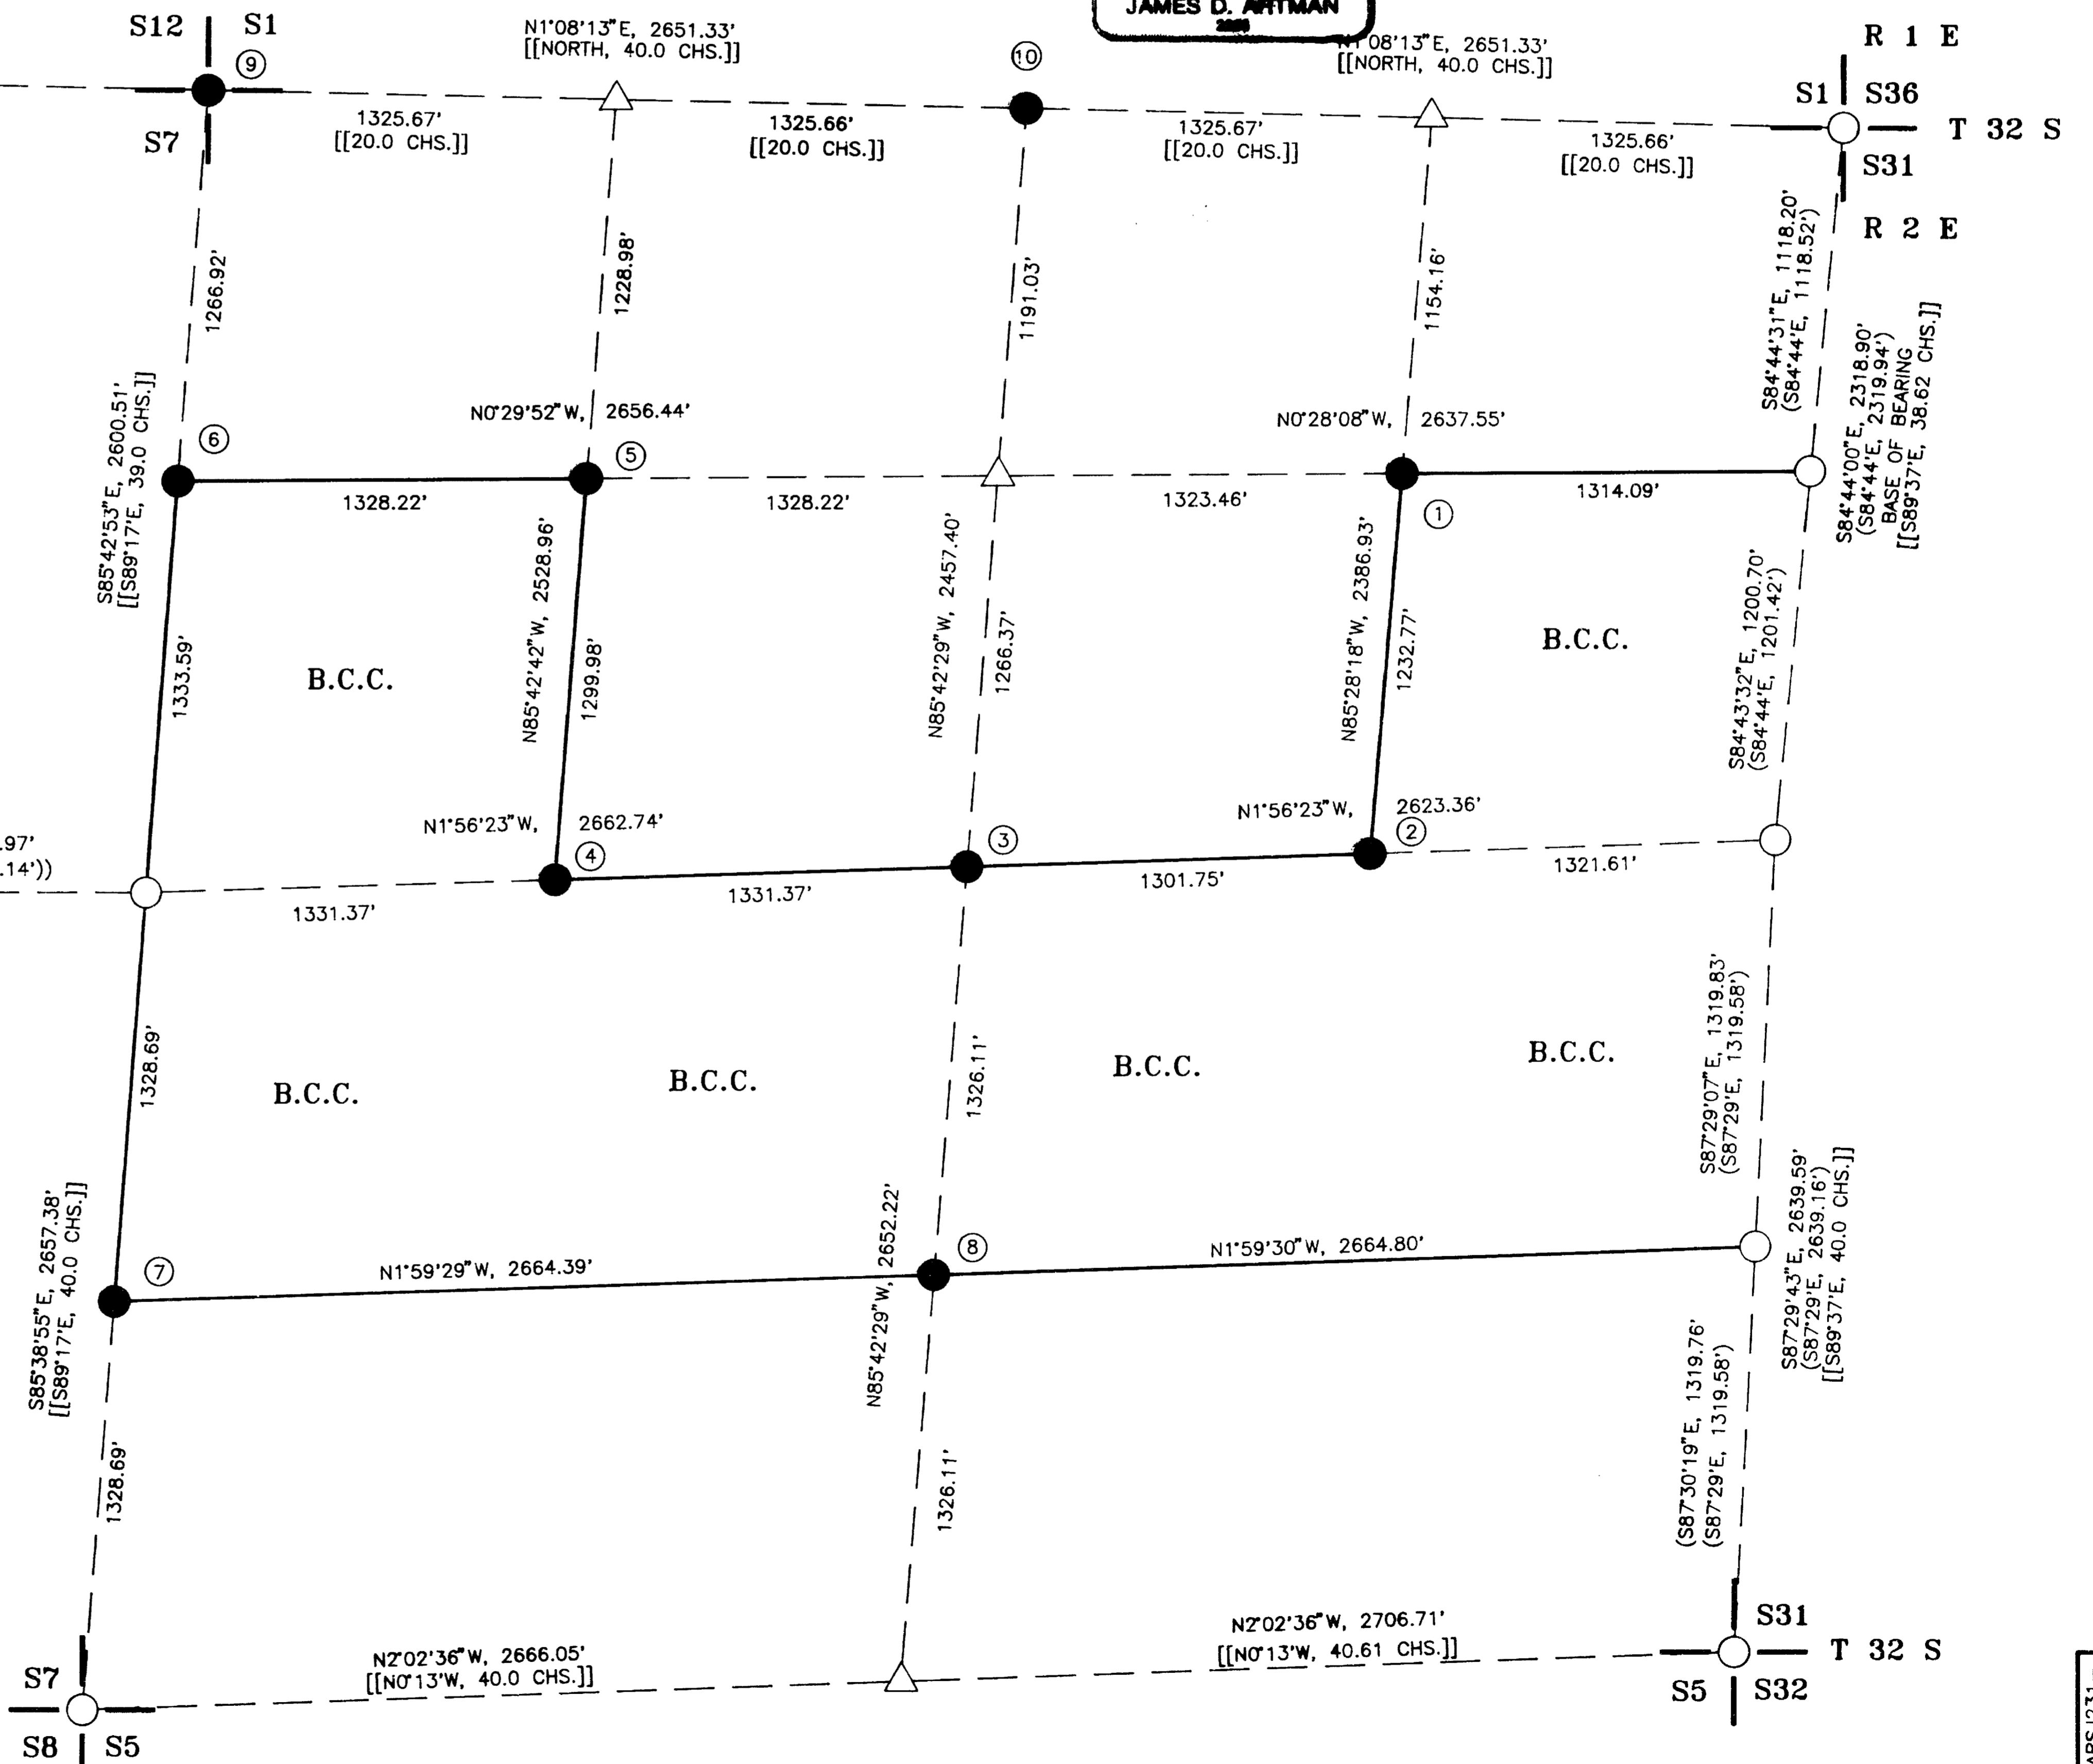 JAMES D. ARTMAN
S12 S1
⑨
S7
N1°08'13"E, 2651.33'
[[NORTH, 40.0 CHS.]]
⑩
N1°08'13"E, 2651.33'
[[NORTH, 40.0 CHS.]]
R 1 E
S1 S36
T 32 S
S31
R 2 E
1325.67'
[[20.0 CHS.]]
1325.66'
[[20.0 CHS.]]
1325.67'
[[20.0 CHS.]]
1325.66'
[[20.0 CHS.]]
1266.92'
1228.98'
1191.03'
1154.16'
S84°44'31"E, 1118.20'
(S84°44'E, 1118.52')
S84°44'00"E, 2318.90'
(S84°44'E, 2319.94')
BASE OF BEARING
[[S89°37'E, 38.62 CHS.]]
S85°42'53"E, 2600.51'
[[S89°17'E, 39.0 CHS.]]
⑥
N0°29'52"W, 2656.44'
⑤
N0°28'08"W, 2637.55'
①
1328.22'
1328.22'
1323.46'
1314.09'
1333.59'
B.C.C.
N85°42'42"W, 2528.96'
1299.98'
N85°42'29"W, 2457.40'
1266.37'
N85°28'18"W, 2386.93'
1232.77'
B.C.C.
S84°43'32"E, 1200.70'
(S84°44'E, 1201.42')
.97'
.14'))
N1°56'23"W, 2662.74'
④
③
N1°56'23"W, 2623.36'
②
1331.37'
1331.37'
1301.75'
1321.61'
1328.69'
B.C.C.
B.C.C.
1326.11'
B.C.C.
B.C.C.
S87°29'07"E, 1319.83'
(S87°29'E, 1319.58')
S87°29'43"E, 2639.59'
(S87°29'E, 2639.16')
[[S89°37'E, 40.0 CHS.]]
S85°38'55"E, 2657.38'
[[S89°17'E, 40.0 CHS.]]
⑦
N1°59'29"W, 2664.39'
N85°42'29"W, 2652.22'
⑧
N1°59'30"W, 2664.80'
1328.69'
1326.11'
(S87°30'19"E, 1319.76'
(S87°29'E, 1319.58')
N2°02'36"W, 2666.05'
[[N0°13'W, 40.0 CHS.]]
N2°02'36"W, 2706.71'
[[N0°13'W, 40.61 CHS.]]
S31
T 32 S
S5 S32
S7
S8 S5